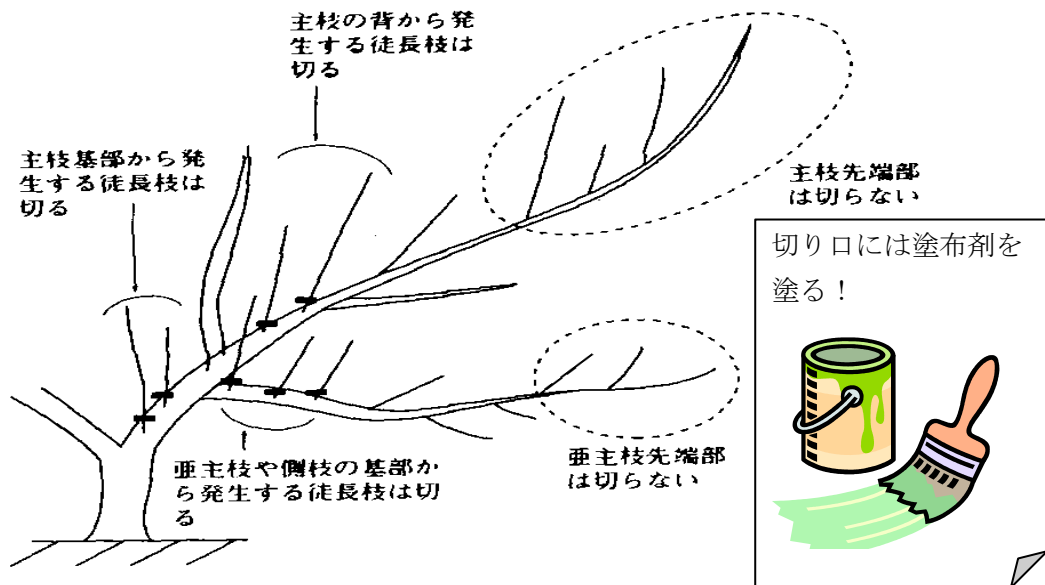 主枝の背から発
生する徒長枝は
切る
主枝基部から発
生する徒長枝は
切る
主枝先端部
は切らない
切り口には塗布剤を
塗る！
亜主枝や側枝の基部か
ら発生する徒長枝は切
る
亜主枝先端部
は切らない